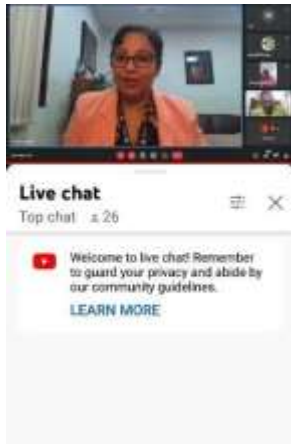 Live chat
Top chat 26
Welcome to live chat! Remember
to guard your privacy and abide by
our community guidelines.
LEARN MORE